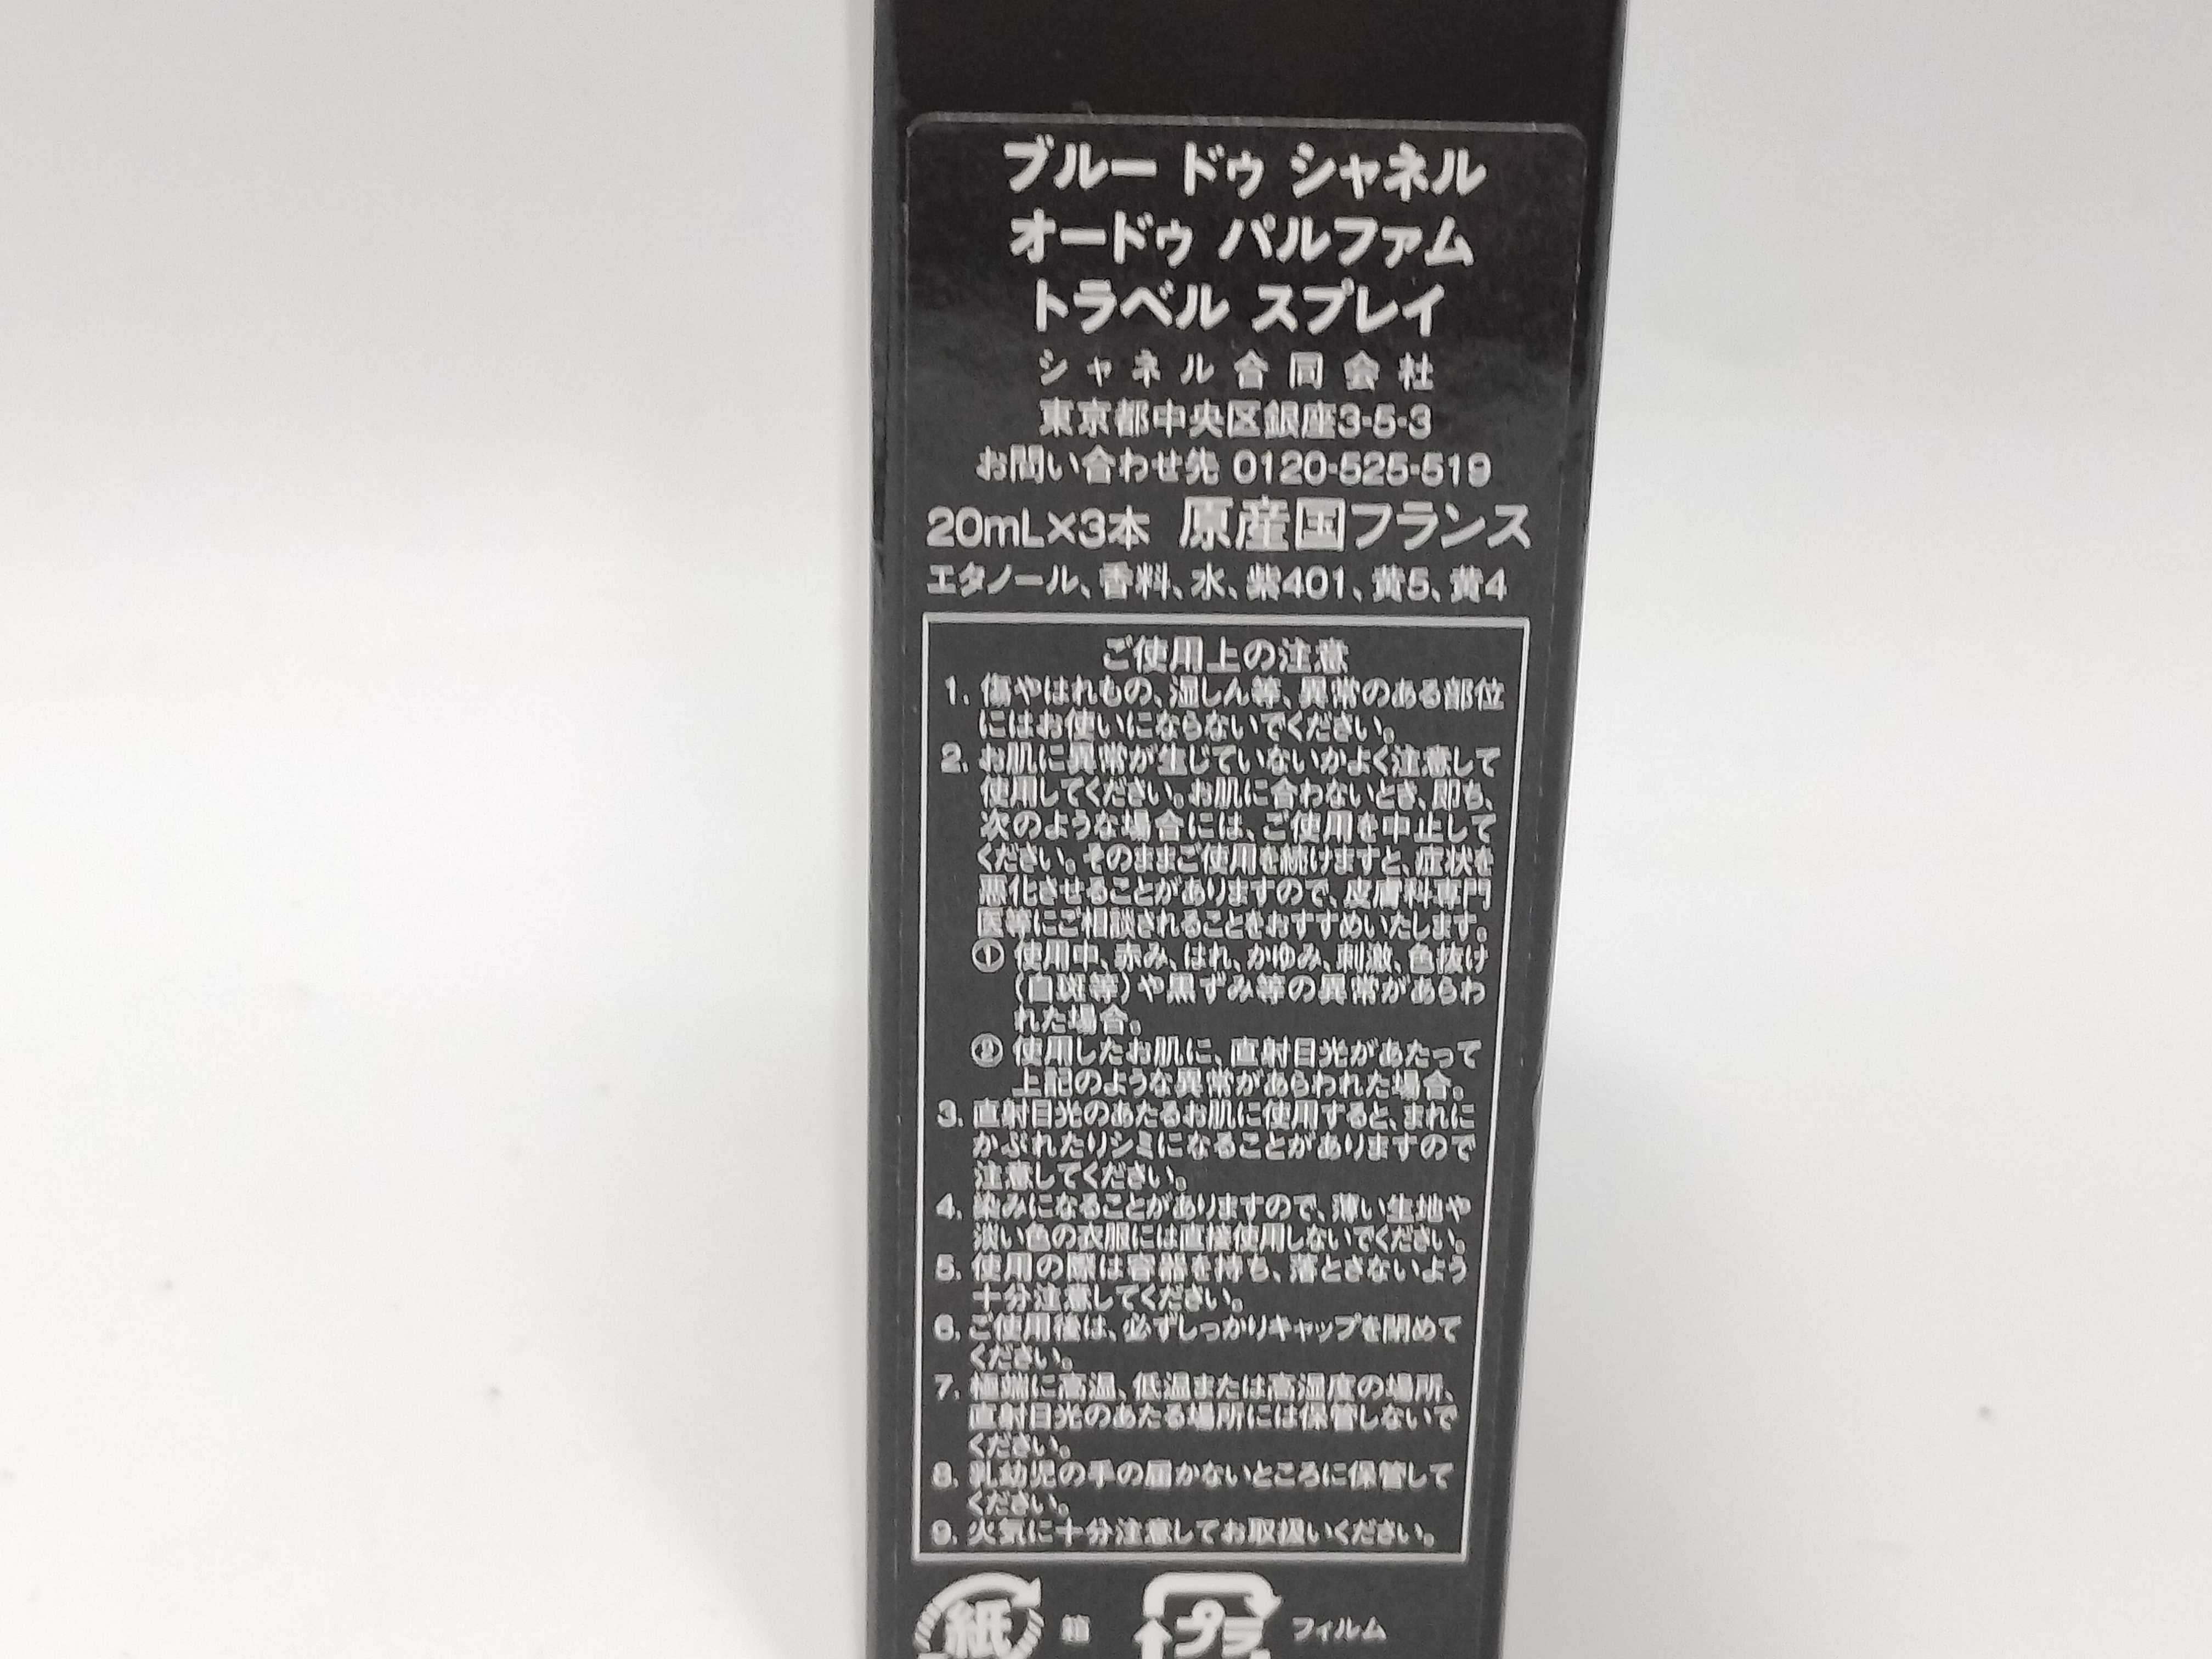 ブルー ドゥ シャネル
オードゥ パルファム
トラベル スプレイ
シャネル合同会社
東京都中央区銀座3-5-3
お問い合わせ先 0120-525-519
20mL×3本 原産国フランス
エタノール、香料、水、紫401、黄5、黄4
ご使用上の注意
1. 傷やはれもの、湿しん等、異常のある部位
にはお使いにならないでください。
2. お肌に異常が生じていないかよく注意して
使用してください。お肌に合わないとき、即ち、
次のような場合には、ご使用を中止して
ください。そのままご使用を続けますと、症状を
悪化させることがありますので、皮膚科専門
医等にご相談されることをおすすめいたします。
① 使用中、赤み、はれ、かゆみ、刺激、色抜け
(白斑等)や黒ずみ等の異常があらわ
れた場合。
② 使用したお肌に、直射日光があたって
上記のような異常があらわれた場合。
3. 直射日光のあたるお肌に使用すると、まれに
かぶれたりシミになることがありますので
注意してください。
4. 染みになることがありますので、薄い生地や
淡い色の衣服には直接使用しないでください。
5. 使用の際は容器を持ち、落とさないよう
十分注意してください。
6. ご使用後は、必ずしっかりキャップを閉めて
ください。
7. 極端に高温、低温または高湿度の場所、
直射日光のあたる場所には保管しないで
ください。
8. 乳幼児の手の届かないところに保管して
ください。
9. 火気に十分注意してお取扱いください。
紙 箱 プラ フィルム